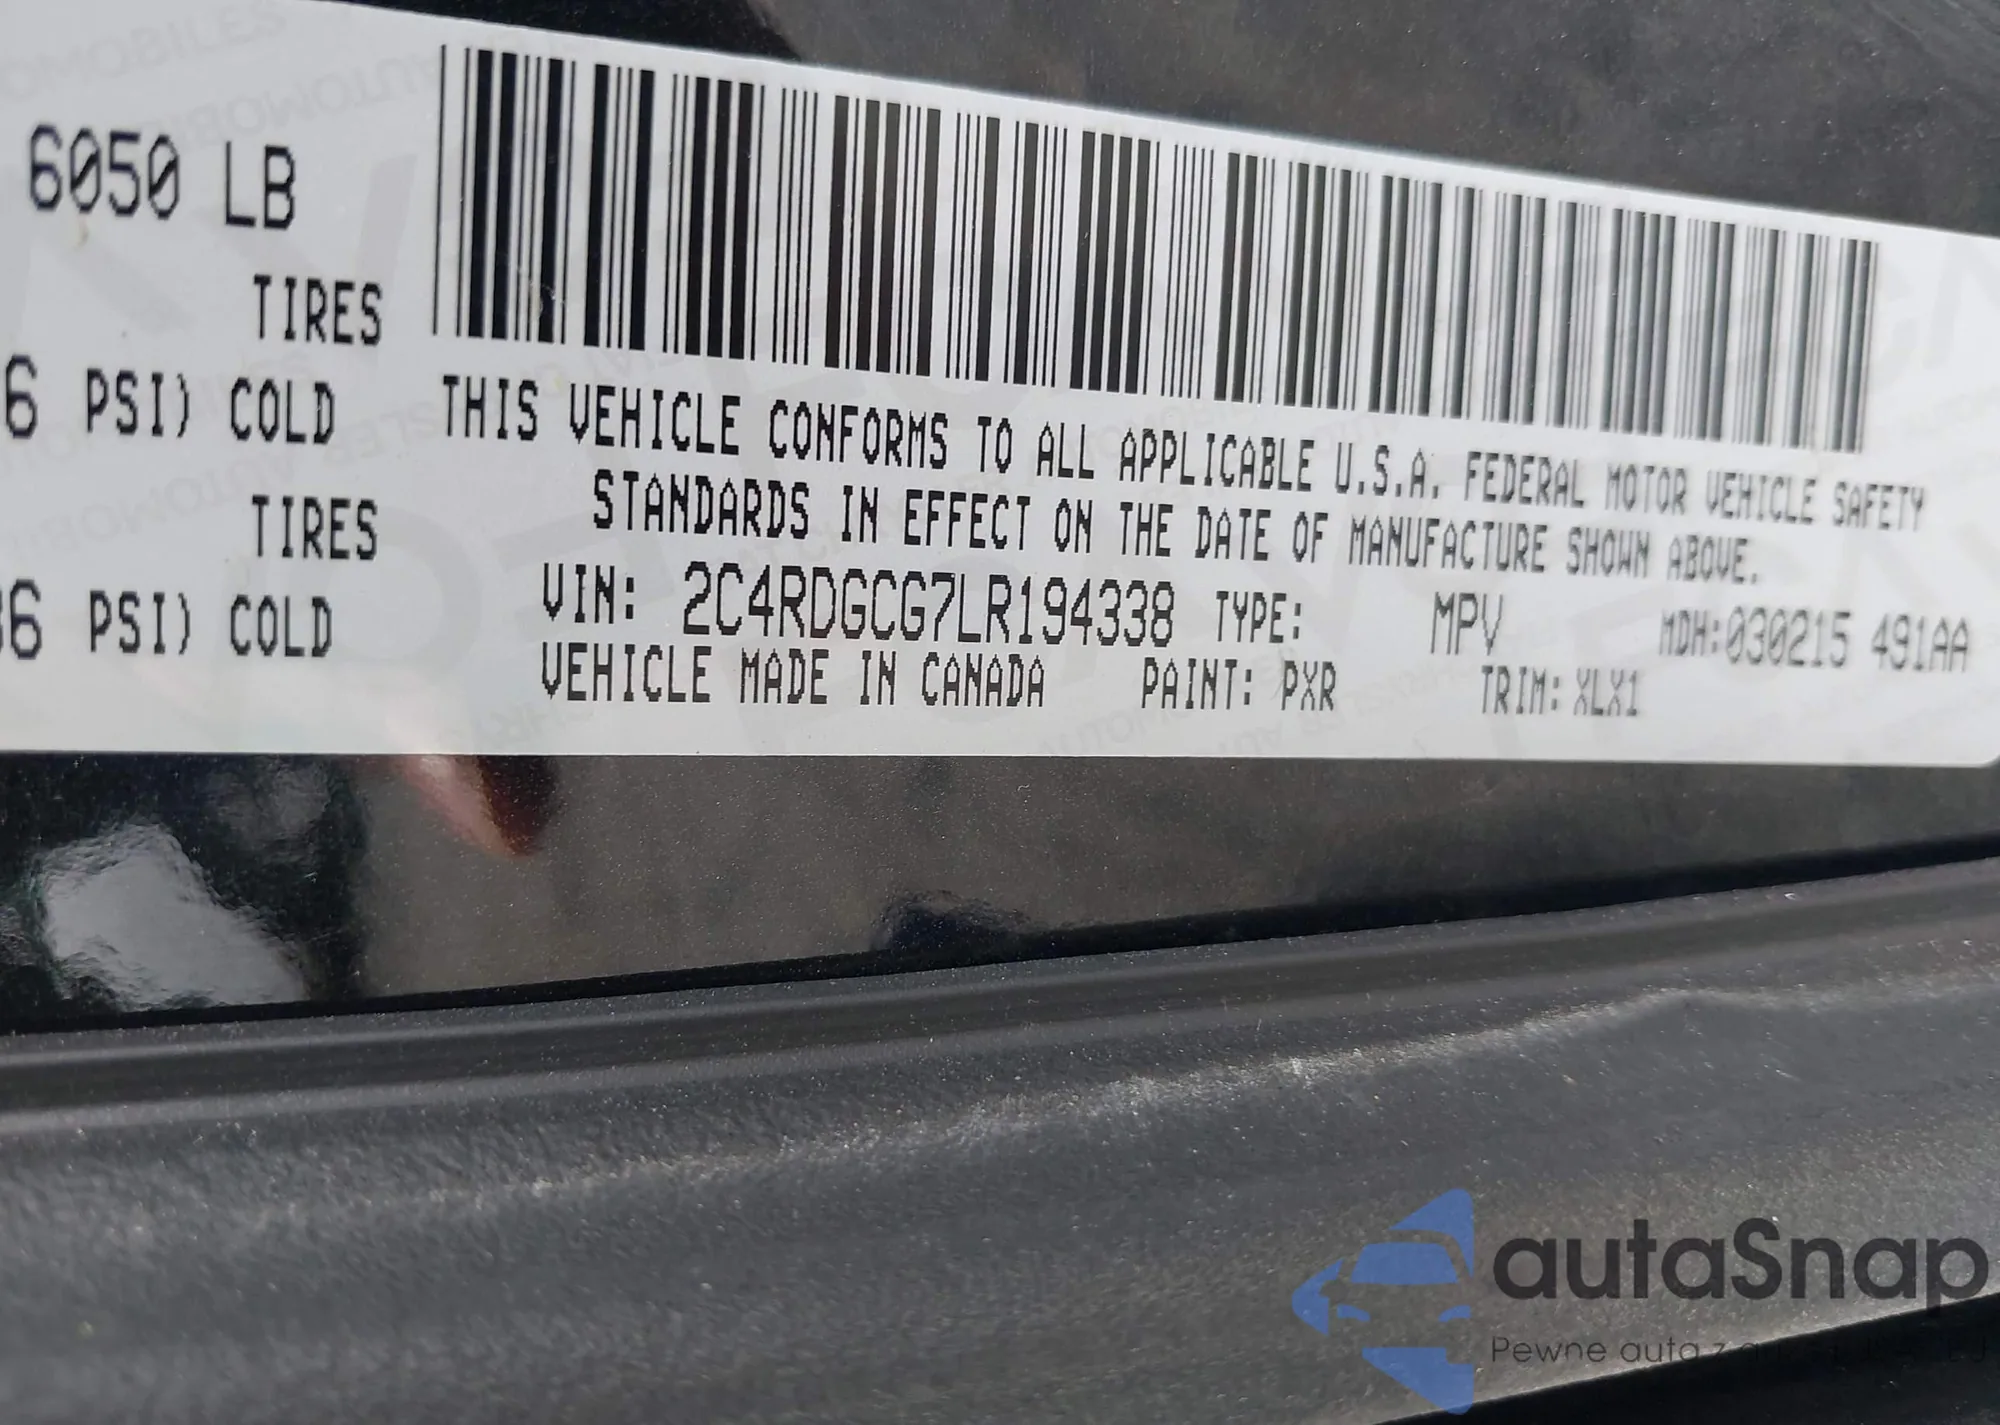 6050 LB
TIRES
6 PSI) COLD
TIRES
36 PSI) COLD
THIS VEHICLE CONFORMS TO ALL APPLICABLE U.S.A. FEDERAL MOTOR VEHICLE SAFETY
STANDARDS IN EFFECT ON THE DATE OF MANUFACTURE SHOWN ABOVE.
VIN: 2C4RDGCG7LR194338 TYPE: MPV MDH:030215 491AA
VEHICLE MADE IN CANADA PAINT: PXR TRIM: XLX1
autaSnap
Pewne auta z